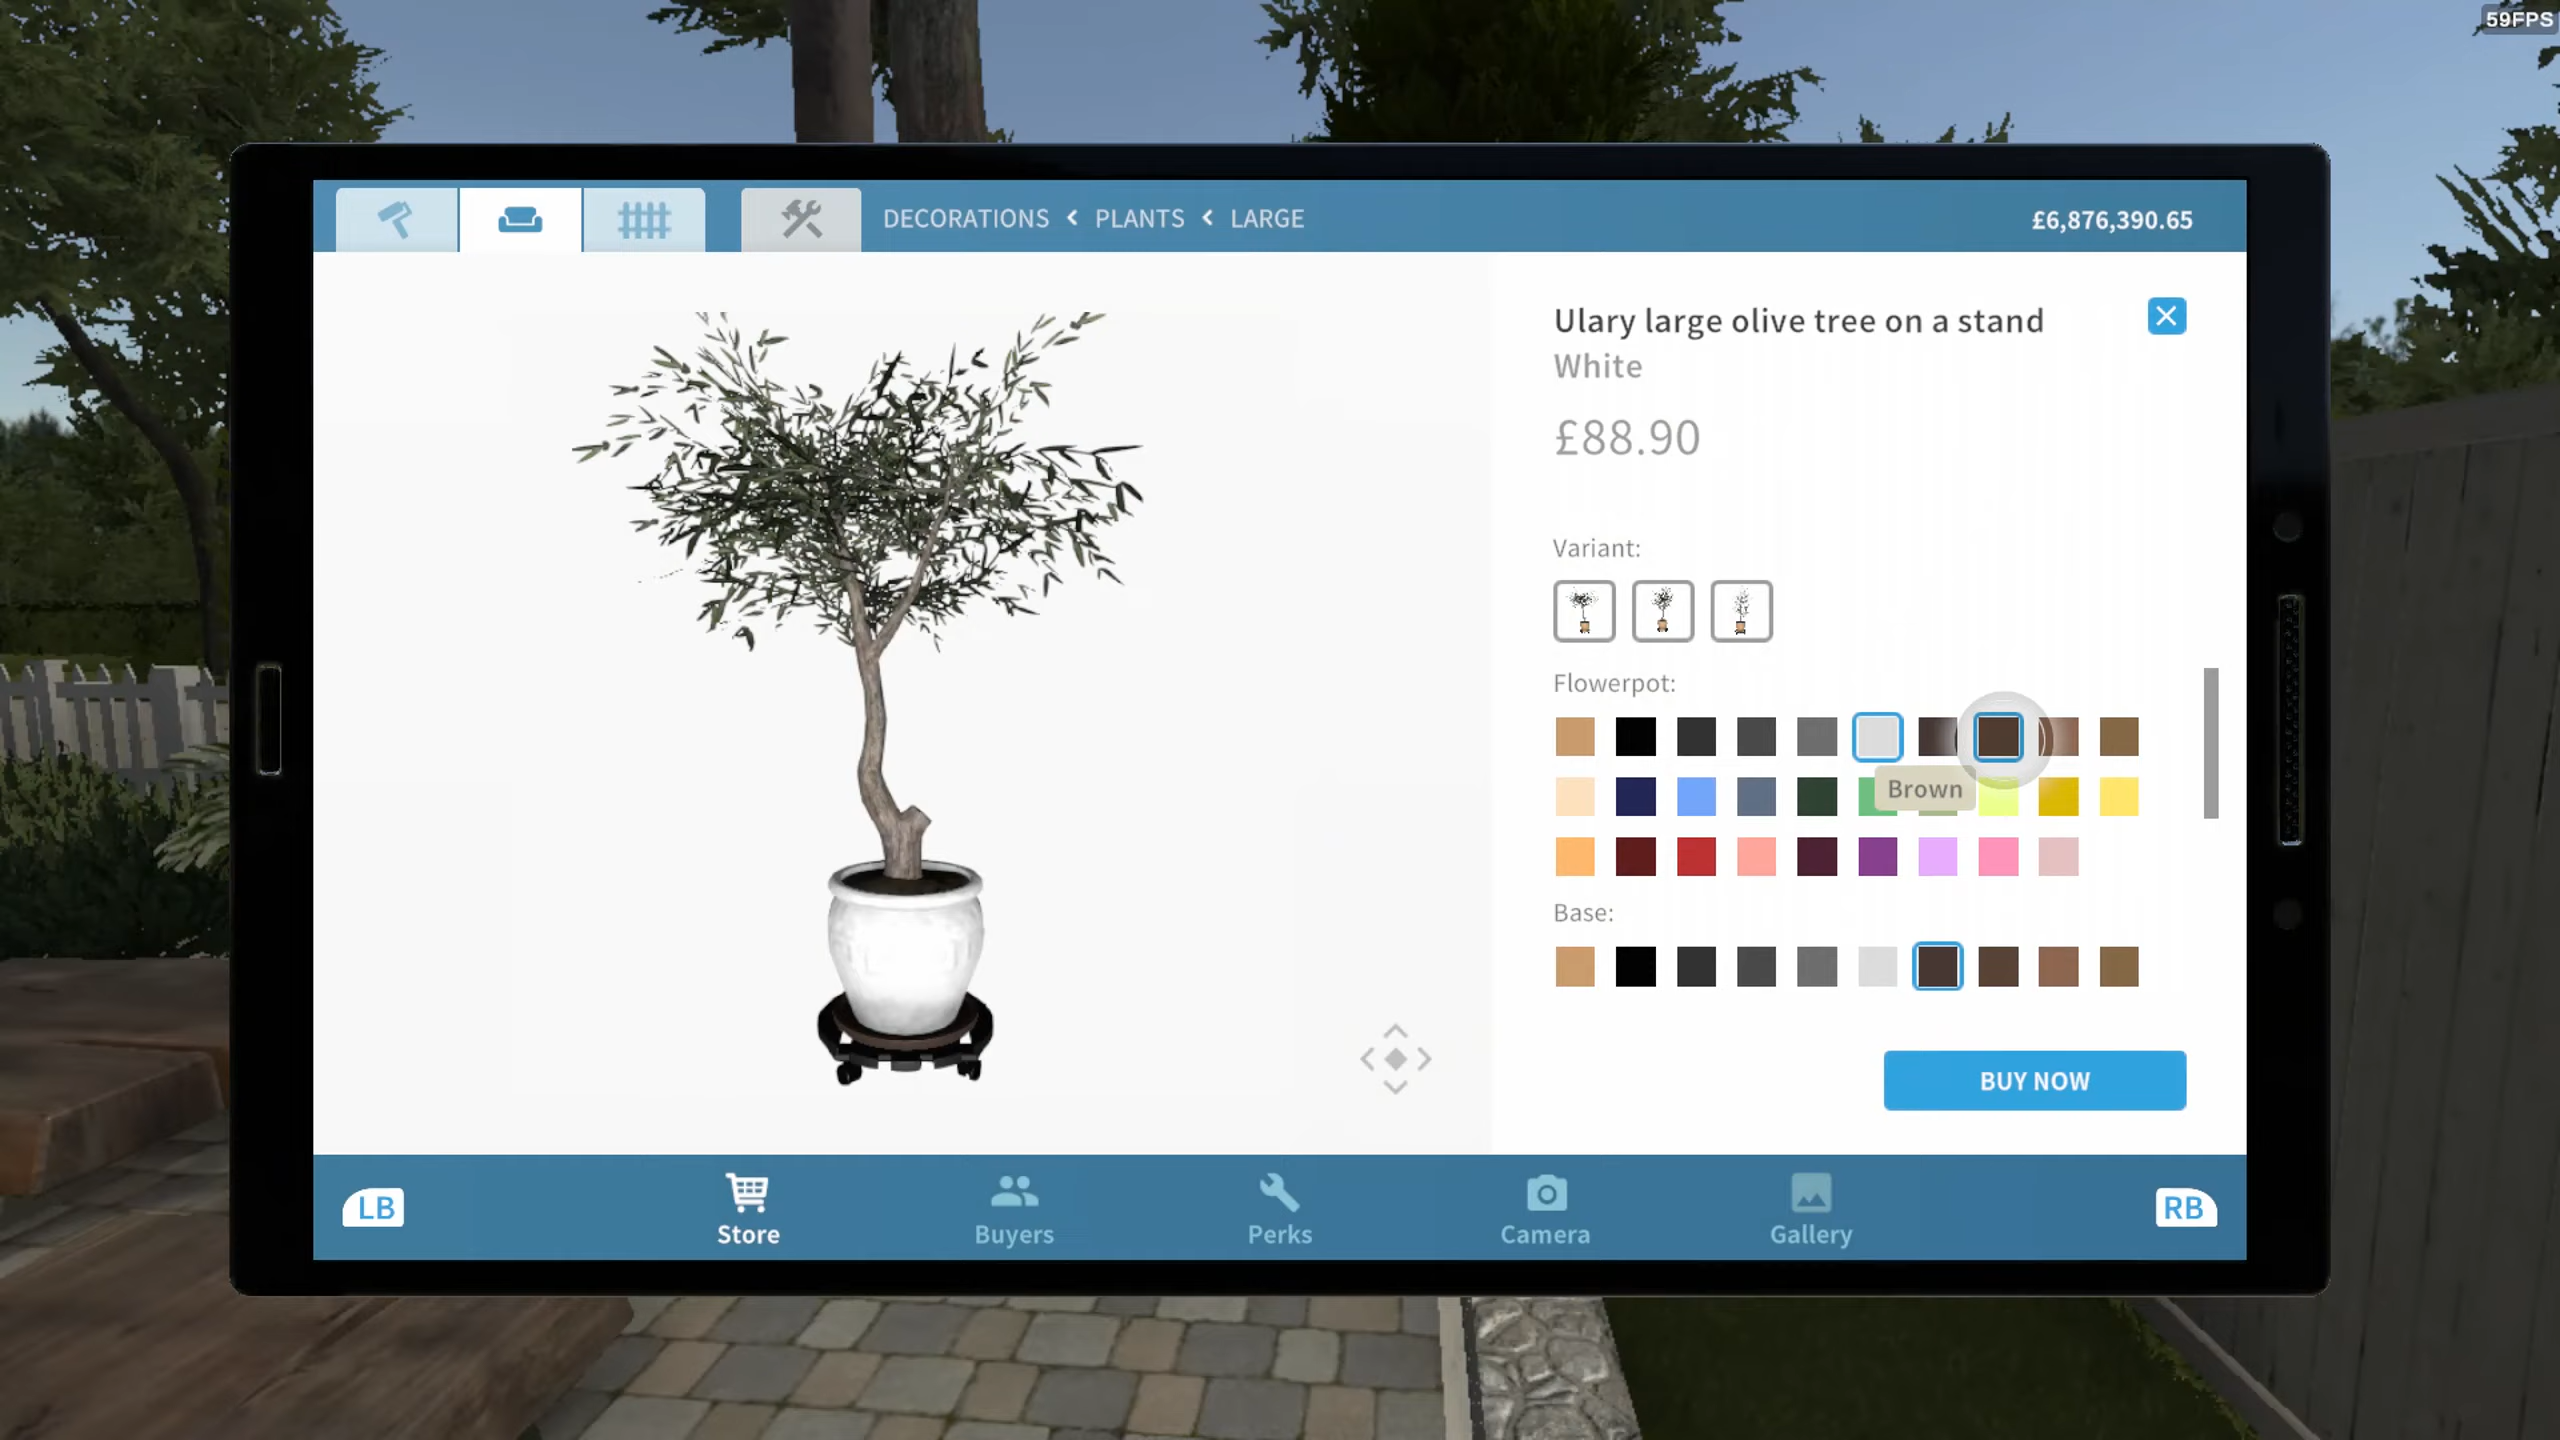 59FPS
DECORATIONS < PLANTS < LARGE
£6,876,390.65
Ulary large olive tree on a stand
White
£88.90
Variant:
Flowerpot:
Brown
Base:
BUY NOW
LB
Store
Buyers
Perks
Camera
Gallery
RB